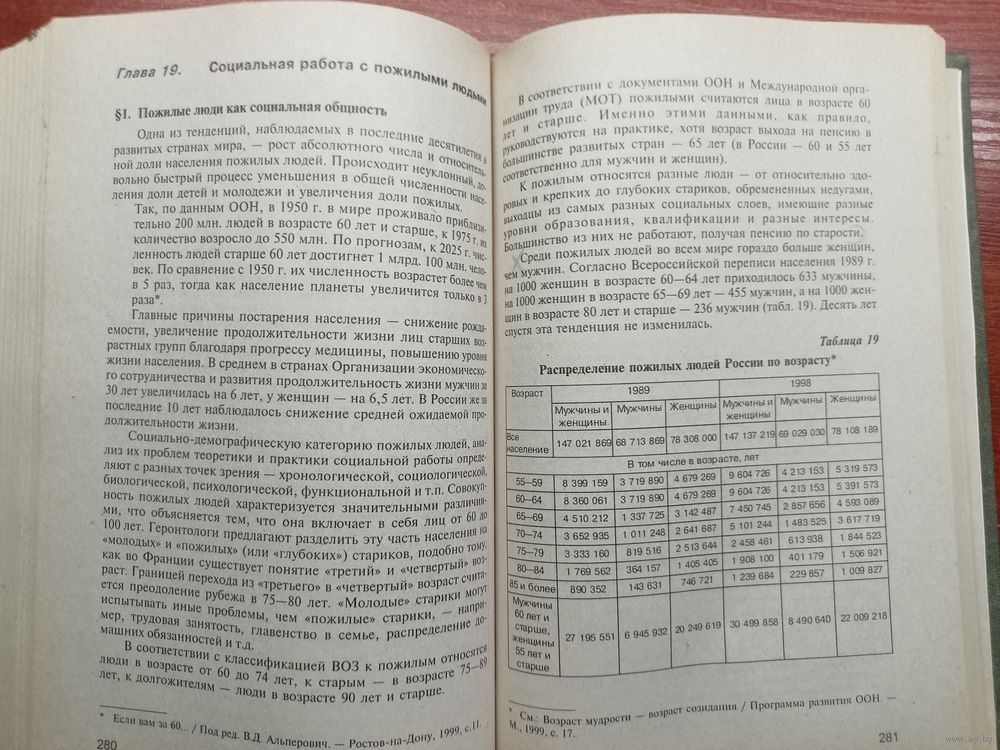 Глава 19. Социальная работа с пожилыми людьми
§1. Пожилые люди как социальная общность
Одна из тенденций, наблюдаемых в последние десятилетия в
развитых странах мира, — рост абсолютного числа и относитель-
ной доли населения пожилых людей. Происходит неуклонный, до-
вольно быстрый процесс уменьшения в общей численности насе-
ления доли детей и молодежи и увеличения доли пожилых.
Так, по данным ООН, в 1950 г. в мире проживало приблизи-
тельно 200 млн. людей в возрасте 60 лет и старше, к 1975 г. их
количество возросло до 550 млн. По прогнозам, к 2025 г. чис-
ленность людей старше 60 лет достигнет 1 млрд. 100 млн. чело-
век. По сравнению с 1950 г. их численность возрастет более чем
в 5 раз, тогда как население планеты увеличится только в 3
раза*.
Главные причины постарения населения — снижение рожда-
емости, увеличение продолжительности жизни лиц старших воз-
растных групп благодаря прогрессу медицины, повышению уровня
жизни населения. В среднем в странах Организации экономическо-
го сотрудничества и развития продолжительность жизни мужчин за
30 лет увеличилась на 6 лет, у женщин — на 6,5 лет. В России же за
последние 10 лет наблюдалось снижение средней ожидаемой про-
должительности жизни.
Социально-демографическую категорию пожилых людей, ана-
лиз их проблем теоретики и практики социальной работы опреде-
ляют с разных точек зрения — хронологической, социологической,
биологической, психологической, функциональной и т.п. Совокуп-
ность пожилых людей характеризуется значительными различия-
ми, что объясняется тем, что она включает в себя лиц от 60 до
100 лет. Геронтологи предлагают разделить эту часть населения на
«молодых» и «пожилых» (или «глубоких») стариков, подобно тому,
как во Франции существует понятие «третий» и «четвертый» воз-
раст. Границей перехода из «третьего» в «четвертый» возраст счита-
ется преодоление рубежа в 75—80 лет. «Молодые» старики могут
испытывать иные проблемы, чем «пожилые» старики, — напри-
мер, трудовая занятость, главенство в семье, распределение до-
машних обязанностей и т.д.
В соответствии с классификацией ВОЗ к пожилым относятся
люди в возрасте от 60 до 74 лет, к старым — в возрасте 75—89
лет, к долгожителям — люди в возрасте 90 лет и старше.
* Если вам за 60... / Под ред. В.Д. Альперович. — Ростов-на-Дону, 1999, с.11.
280
В соответствии с документами ООН и Международной орга-
низации труда (МОТ) пожилыми считаются лица в возрасте 60
лет и старше. Именно этими данными, как правило,
руководствуются на практике, хотя возраст выхода на пенсию в
большинстве развитых стран — 65 лет (в России — 60 и 55 лет
соответственно для мужчин и женщин).
К пожилым относятся разные люди — от относительно здо-
ровых и крепких до глубоких стариков, обремененных недугами,
выходцы из самых разных социальных слоев, имеющие разные
уровни образования, квалификации и разные интересы.
Большинство из них не работают, получая пенсию по старости.
Среди пожилых людей во всем мире гораздо больше женщин,
чем мужчин. Согласно Всероссийской переписи населения 1989 г.
на 1000 женщин в возрасте 60—64 лет приходилось 633 мужчины,
на 1000 женщин в возрасте 65—69 лет — 455 мужчин, а на 1000 жен-
щин в возрасте 80 лет и старше — 236 мужчин (табл. 19). Десять лет
спустя эта тенденция не изменилась.
Таблица 19
Распределение пожилых людей России по возрасту*
Возраст 1989 1998
Мужчины и женщины Мужчины Женщины Мужчины и женщины Мужчины Женщины
Все население 147 021 869 68 713 869 78 308 000 147 137 219 69 029 030 78 108 189
В том числе в возрасте, лет
55—59 8 399 159 3 719 890 4 679 269 9 604 726 4 213 153 5 319 573
60—64 8 360 061 3 719 890 4 679 269 9 604 726 4 213 153 5 391 573
65—69 4 510 212 1 337 725 3 142 487 7 450 745 2 857 656 4 593 089
70—74 3 652 935 1 011 248 2 641 687 5 101 244 1 483 525 3 617 719
75—79 3 333 160 819 516 2 513 644 2 458 461 613 938 1 844 523
80—84 1 769 562 364 157 1 405 405 1 908 100 401 179 1 506 921
85 и более 890 352 143 631 746 721 1 239 684 229 857 1 009 827
Мужчины 60 лет и старше, женщины 55 лет и старше 27 195 551 6 945 932 20 249 619 30 499 858 8 490 640 22 009 218
* См.: Возраст мудрости — возраст созидания / Программа развития ООН. —
М., 1999, с. 17.
281
www.ay.by